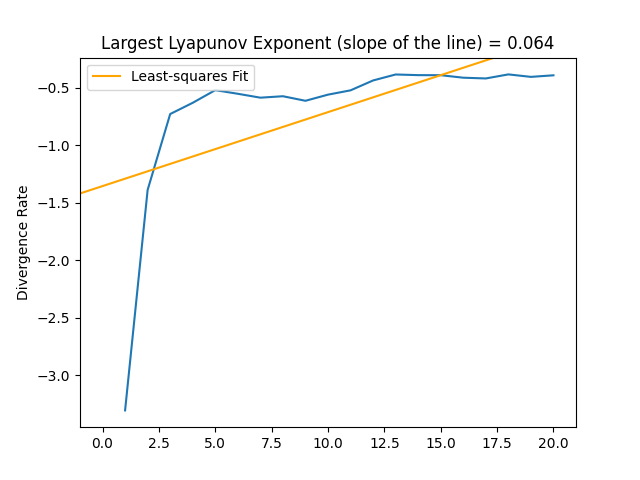 Largest Lyapunov Exponent (slope of the line) = 0.064
Least-squares Fit
−0.5
−1.0
−1.5
−2.0
−2.5
−3.0
Divergence Rate
0.0 2.5 5.0 7.5 10.0 12.5 15.0 17.5 20.0